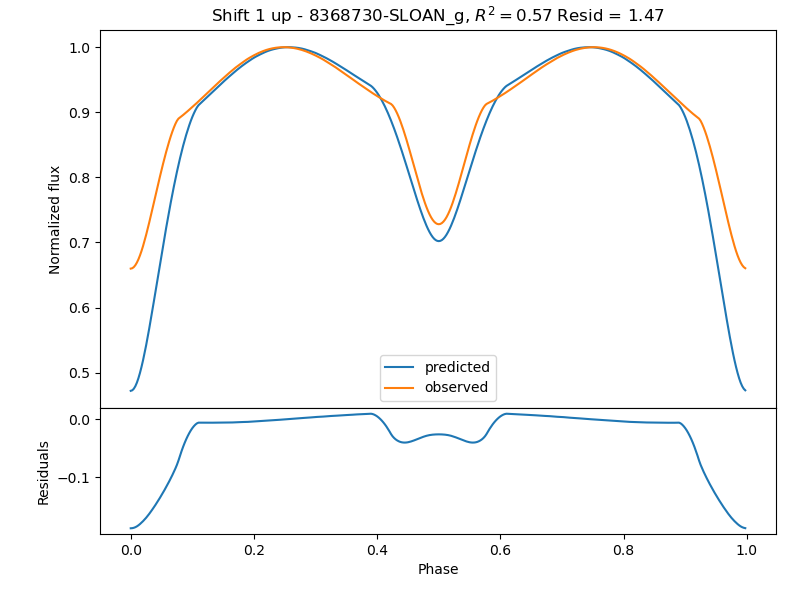 Shift 1 up - 8368730-SLOAN_g, R² = 0.57 Resid = 1.47
1.0
0.9
0.8
0.7
0.6
0.5
Normalized flux
predicted
observed
0.0
−0.1
Residuals
0.0 0.2 0.4 0.6 0.8 1.0
Phase